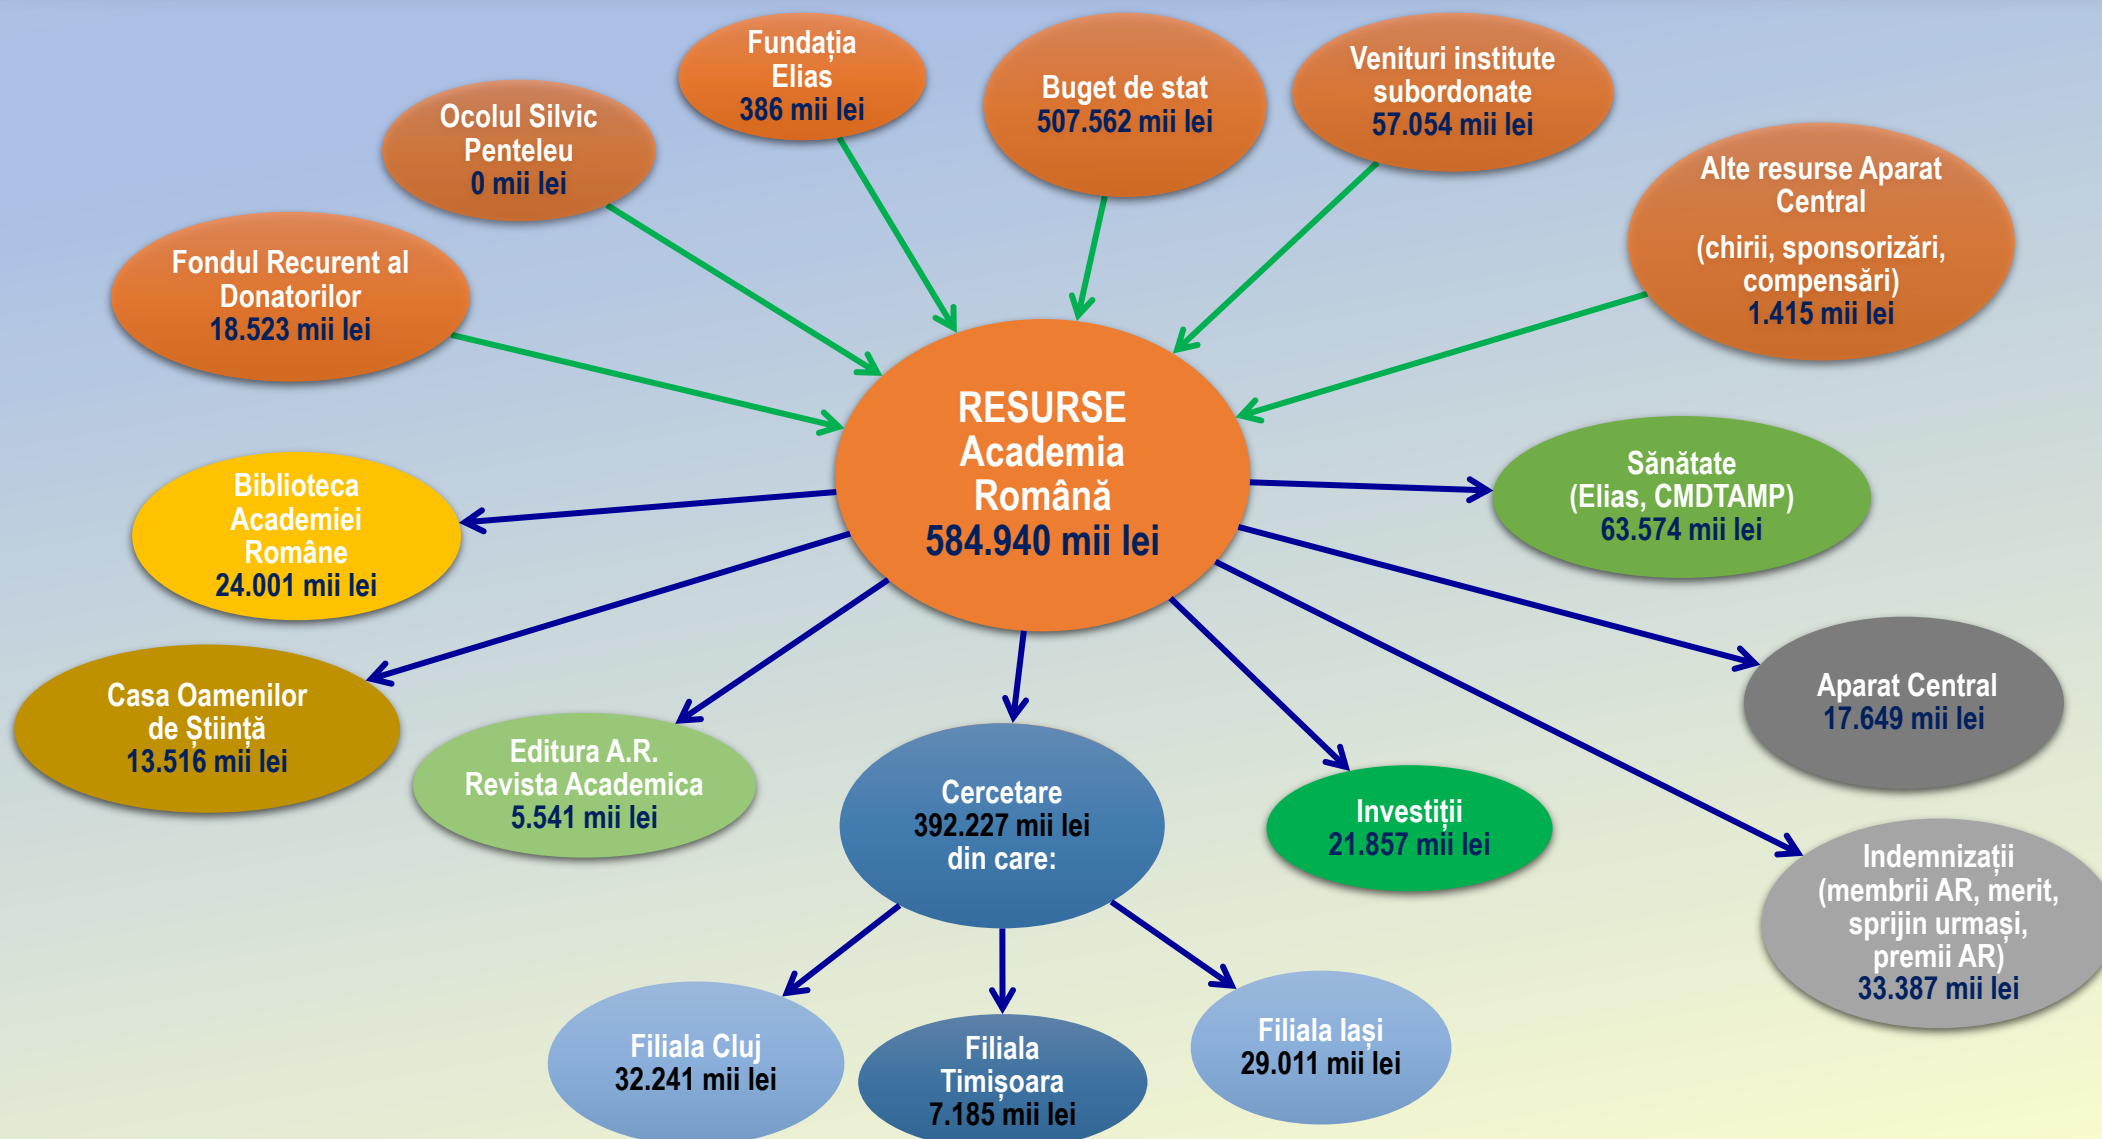 Fundația
Elias
386 mii lei
Buget de stat
507.562 mii lei
Venituri institute
subordonate
57.054 mii lei
Ocolul Silvic
Penteleu
0 mii lei
Alte resurse Aparat
Central
(chirii, sponsorizări,
compensări)
1.415 mii lei
Fondul Recurent al
Donatorilor
18.523 mii lei
RESURSE
Academia
Română
584.940 mii lei
Biblioteca
Academiei
Române
24.001 mii lei
Sănătate
(Elias, CMDTAMP)
63.574 mii lei
Casa Oamenilor
de Știință
13.516 mii lei
Aparat Central
17.649 mii lei
Editura A.R.
Revista Academica
5.541 mii lei
Cercetare
392.227 mii lei
din care:
Investiții
21.857 mii lei
Indemnizații
(membrii AR, merit,
sprijin urmași,
premii AR)
33.387 mii lei
Filiala Cluj
32.241 mii lei
Filiala
Timișoara
7.185 mii lei
Filiala Iași
29.011 mii lei